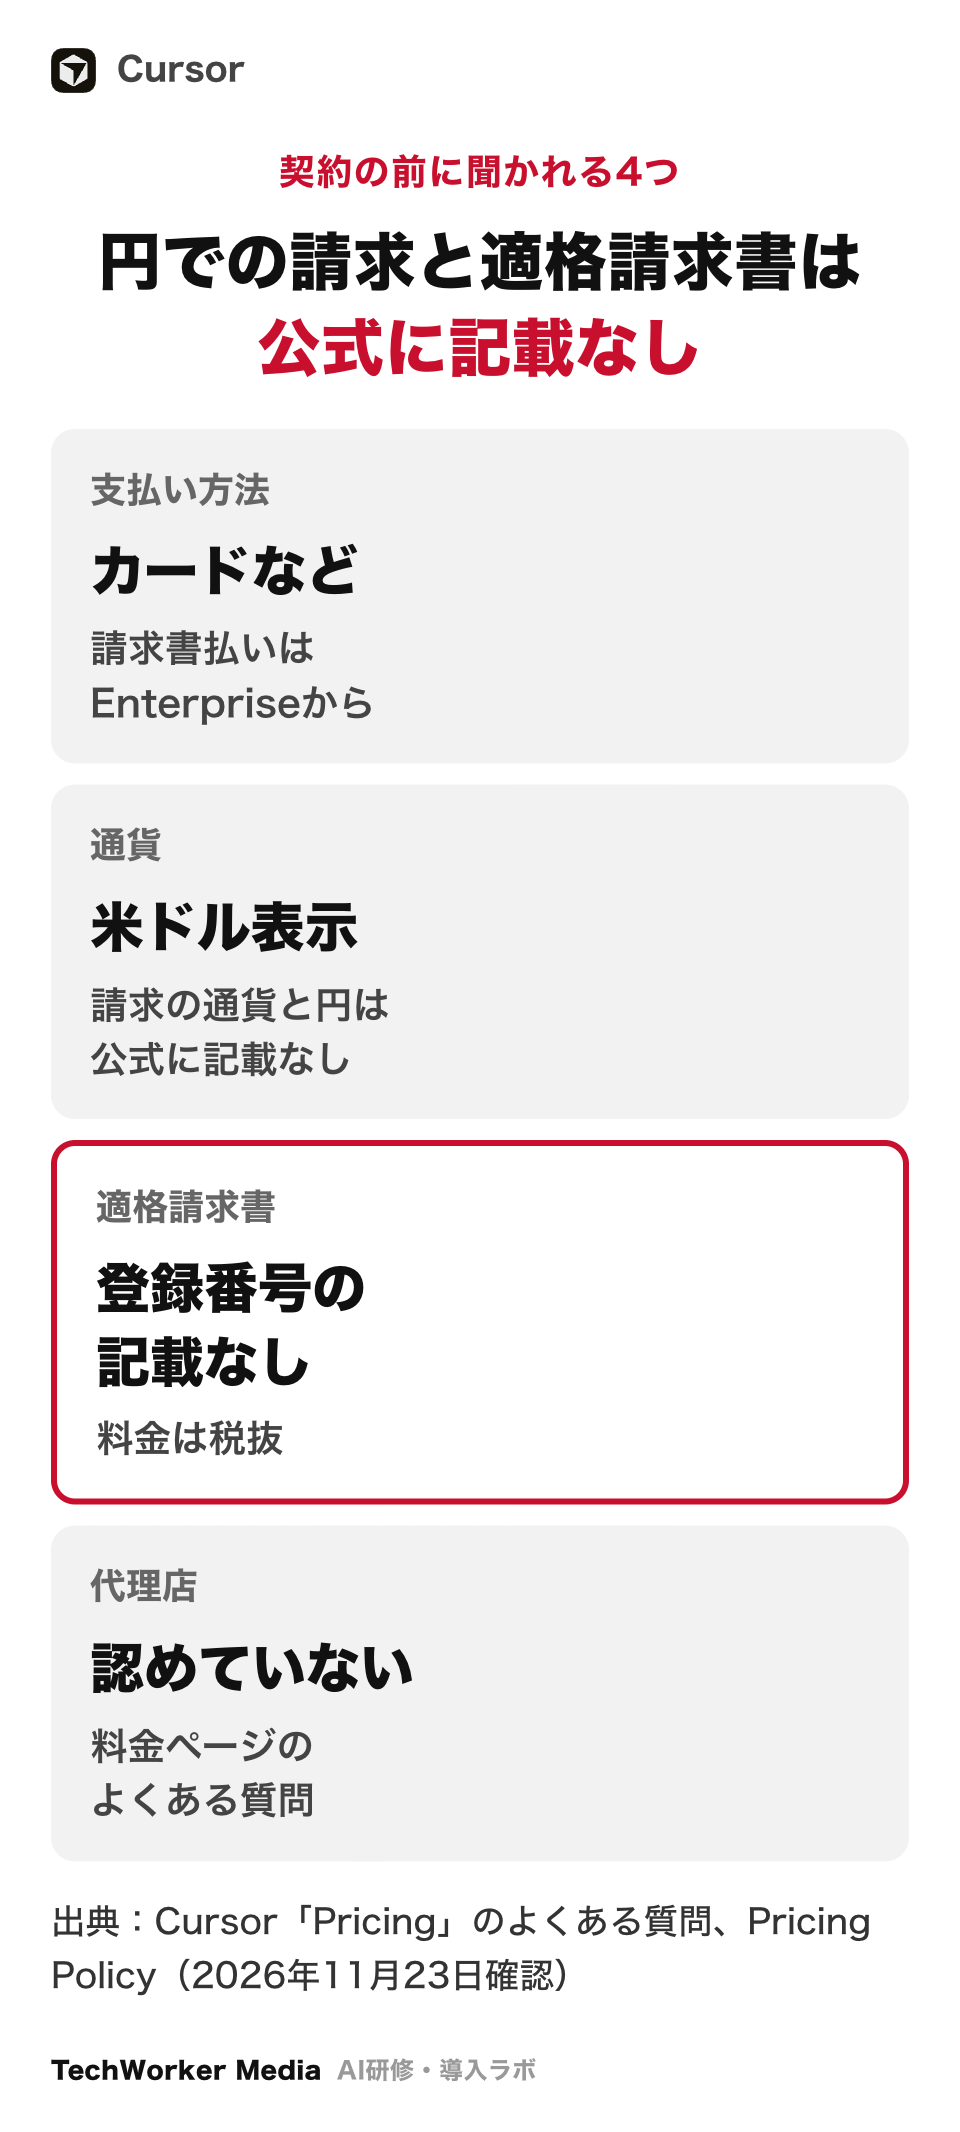 Cursor
契約の前に聞かれる4つ
円での請求と適格請求書は
公式に記載なし
支払い方法
カードなど
請求書払いは
Enterpriseから
通貨
米ドル表示
請求の通貨と円は
公式に記載なし
適格請求書
登録番号の
記載なし
料金は税抜
代理店
認めていない
料金ページの
よくある質問
出典：Cursor「Pricing」のよくある質問、Pricing
Policy（2026年11月23日確認）
TechWorker Media AI研修・導入ラボ